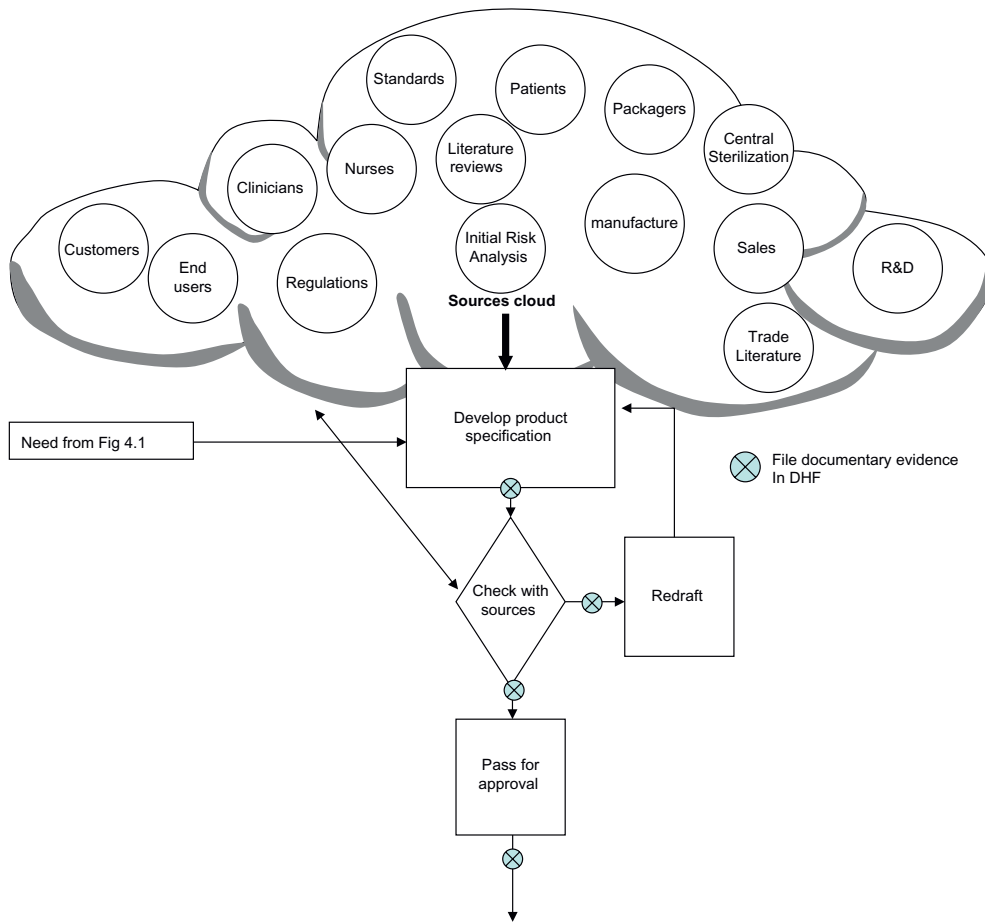 Standards
Patients
Packagers
Central
Sterilization
Literature
reviews
Nurses
Clinicians
manufacture
Customers
End
users
Regulations
Initial Risk
Analysis
Sales
R&D
Sources cloud
Trade
Literature
Develop product
specification
Need from Fig 4.1
File documentary evidence
In DHF
Check with
sources
Redraft
Pass for
approval